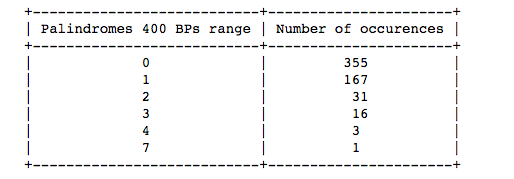 Palindromes 400 BPs range | Number of occurences
0 | 355
1 | 167
2 | 31
3 | 16
4 | 3
7 | 1